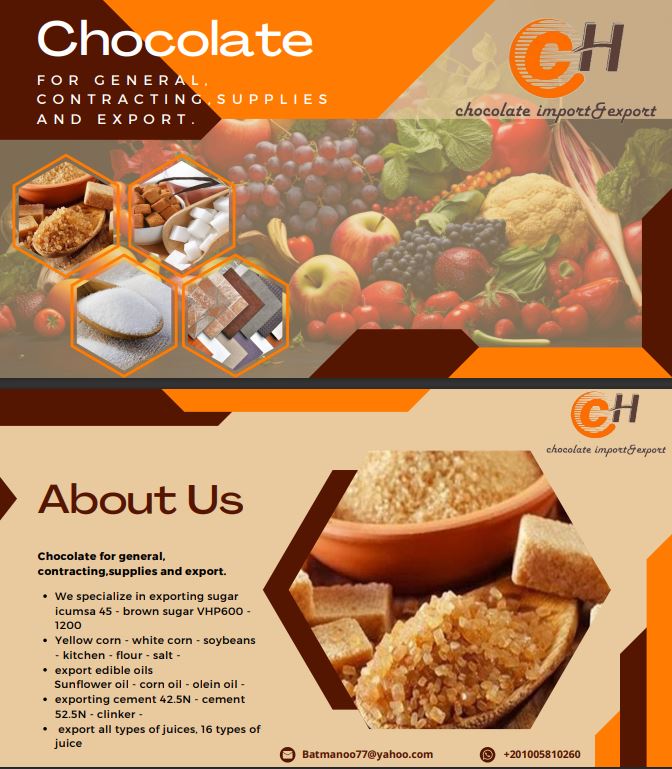 Chocolate
FOR GENERAL,
CONTRACTING,SUPPLIES
AND EXPORT.
CH
chocolate import&export
CH
chocolate import&export
About Us
Chocolate for general,
contracting,supplies and export.
• We specialize in exporting sugar
icumsa 45 - brown sugar VHP600 -
1200
• Yellow corn - white corn - soybeans
- kitchen - flour - salt -
• export edible oils
Sunflower oil - corn oil - olein oil -
• exporting cement 42.5N - cement
52.5N - clinker -
• export all types of juices, 16 types of
juice
Batmanoo77@yahoo.com
+201005810260